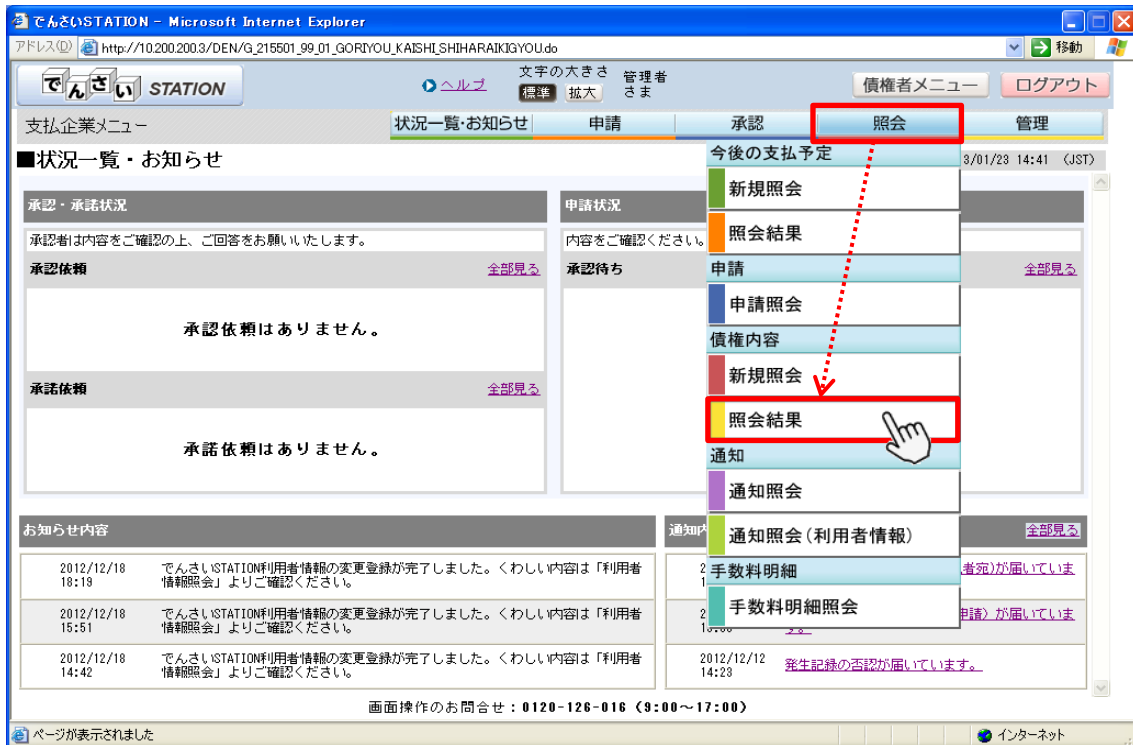 でんさいSTATION - Microsoft Internet Explorer
アドレス(D) http://10.200.200.3/DEN/G_215501_99_01_GORIYOU_KAISHI_SHIHARAIKIGYOU.do 移動
でんさい STATION ヘルプ 文字の大きさ 標準 拡大 管理者さま 債権者メニュー ログアウト
支払企業メニュー 状況一覧・お知らせ 申請 承認 照会 管理
■状況一覧・お知らせ 3/01/23 14:41 (JST)
今後の支払予定
新規照会
照会結果
申請
申請照会
債権内容
新規照会
照会結果
通知
通知照会
通知照会(利用者情報)
手数料明細
手数料明細照会
承認・承諾状況
承認者は内容をご確認の上、ご回答をお願いいたします。
承認依頼 全部見る
承認依頼はありません。
承諾依頼 全部見る
承諾依頼はありません。
申請状況
内容をご確認ください。
承認待ち 全部見る
お知らせ内容
2012/12/18 18:19 でんさいSTATION利用者情報の変更登録が完了しました。くわしい内容は「利用者
情報照会」よりご確認ください。
2012/12/18 15:51 でんさいSTATION利用者情報の変更登録が完了しました。くわしい内容は「利用者
情報照会」よりご確認ください。
2012/12/18 14:42 でんさいSTATION利用者情報の変更登録が完了しました。くわしい内容は「利用者
情報照会」よりご確認ください。
通知内 全部見る
者宛)が届いていま
申請)が届いていま
す。
2012/12/12 14:23 発生記録の否認が届いています。
画面操作のお問合せ:0120-126-016 (9:00～17:00)
ページが表示されました インターネット